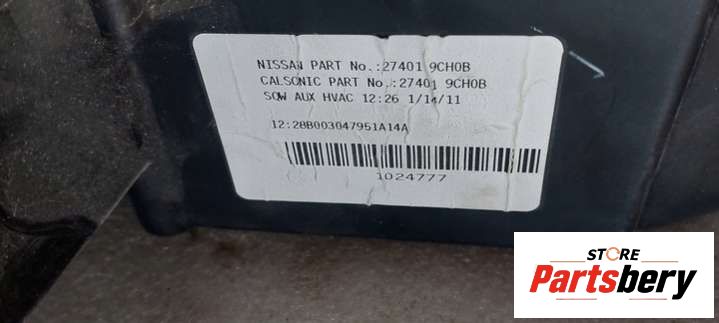 NISSAN PART No.:27401 9CH0B
CALSONIC PART No.:27401 9CH0B
SOW AUX HVAC 12:26 1/14/11
12:28B003047951A14A
1024777
STORE
Partsbery